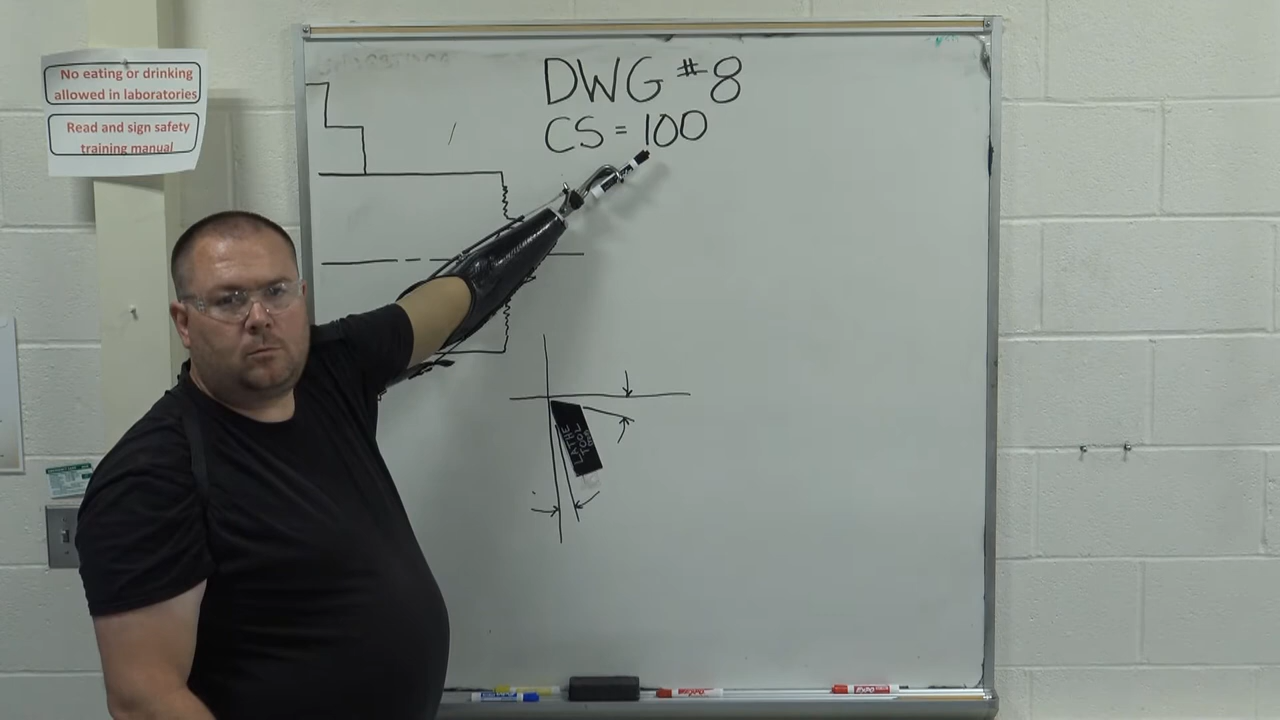 No eating or drinking
allowed in laboratories
Read and sign safety
training manual
DWG #8
CS = 100
LATHE
TOOL